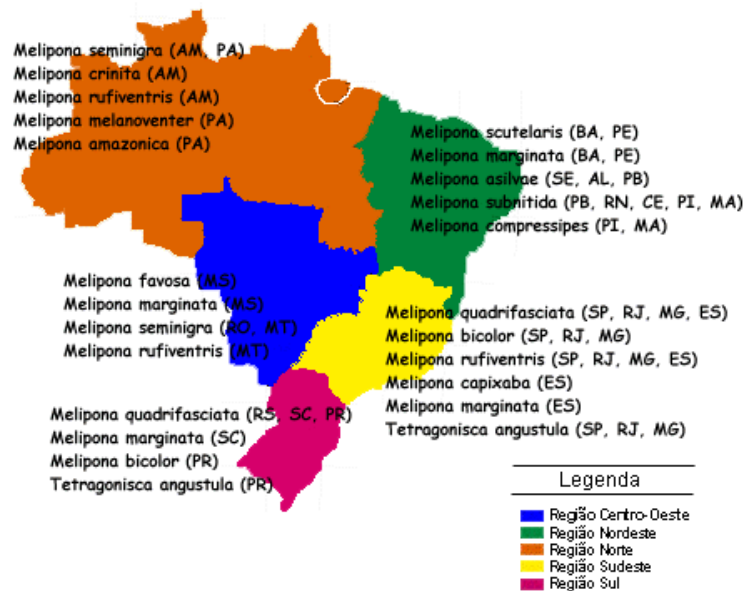 Melipona seminigra (AM, PA)
Melipona crinita (AM)
Melipona rufiventris (AM)
Melipona melanoventer (PA)
Melipona amazonica (PA)
Melipona scutelaris (BA, PE)
Melipona marginata (BA, PE)
Melipona asilvae (SE, AL, PB)
Melipona subnitida (PB, RN, CE, PI, MA)
Melipona compressipes (PI, MA)
Melipona favosa (MS)
Melipona marginata (MS)
Melipona seminigra (RO, MT)
Melipona rufiventris (MT)
Melipona quadrifasciata (SP, RJ, MG, ES)
Melipona bicolor (SP, RJ, MG)
Melipona rufiventris (SP, RJ, MG, ES)
Melipona capixaba (ES)
Melipona marginata (ES)
Tetragonisca angustula (SP, RJ, MG)
Melipona quadrifasciata (RS, SC, PR)
Melipona marginata (SC)
Melipona bicolor (PR)
Tetragonisca angustula (PR)
Legenda
Região Centro-Oeste
Região Nordeste
Região Norte
Região Sudeste
Região Sul